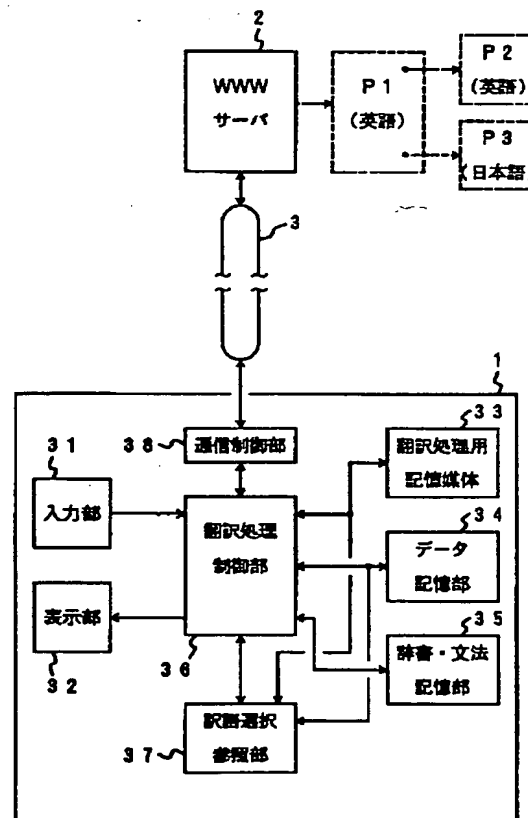 2
WWW
サーバ
P1
(英語)
P2
(英語)
P3
(日本語)
3
1
31
入力部
38
通信制御部
33
翻訳処理用
記憶媒体
翻訳処理
制御部
34
データ
記憶部
表示部
32
36
35
辞書・文法
記憶部
37
訳語選択
参照部